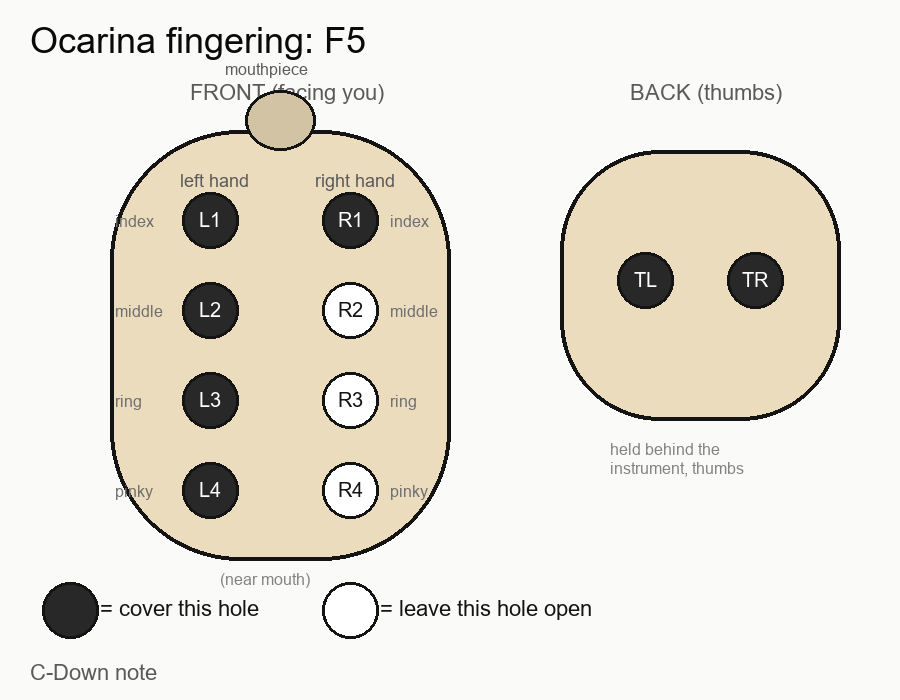 Ocarina fingering: F5
mouthpiece
FRONT (facing you)
BACK (thumbs)
left hand right hand
index L1 R1 index
middle L2 R2 middle
ring L3 R3 ring
pinky L4 R4 pinky
TL TR
held behind the
instrument, thumbs
(near mouth)
= cover this hole
= leave this hole open
C-Down note